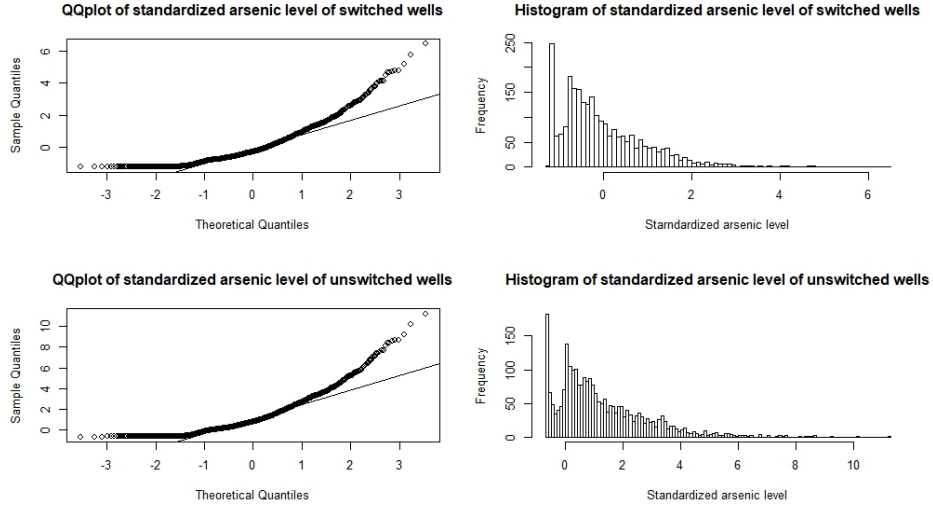 QQplot of standardized arsenic level of switched wells
Sample Quantiles
6
4
2
0
-3 -2 -1 0 1 2 3
Theoretical Quantiles
Histogram of standardized arsenic level of switched wells
Frequency
250
150
50
0
0 2 4 6
Starndardized arsenic level
QQplot of standardized arsenic level of unswitched wells
Sample Quantiles
10
8
6
4
2
0
-3 -2 -1 0 1 2 3
Theoretical Quantiles
Histogram of standardized arsenic level of unswitched wells
Frequency
150
100
50
0
0 2 4 6 8 10
Standardized arsenic level